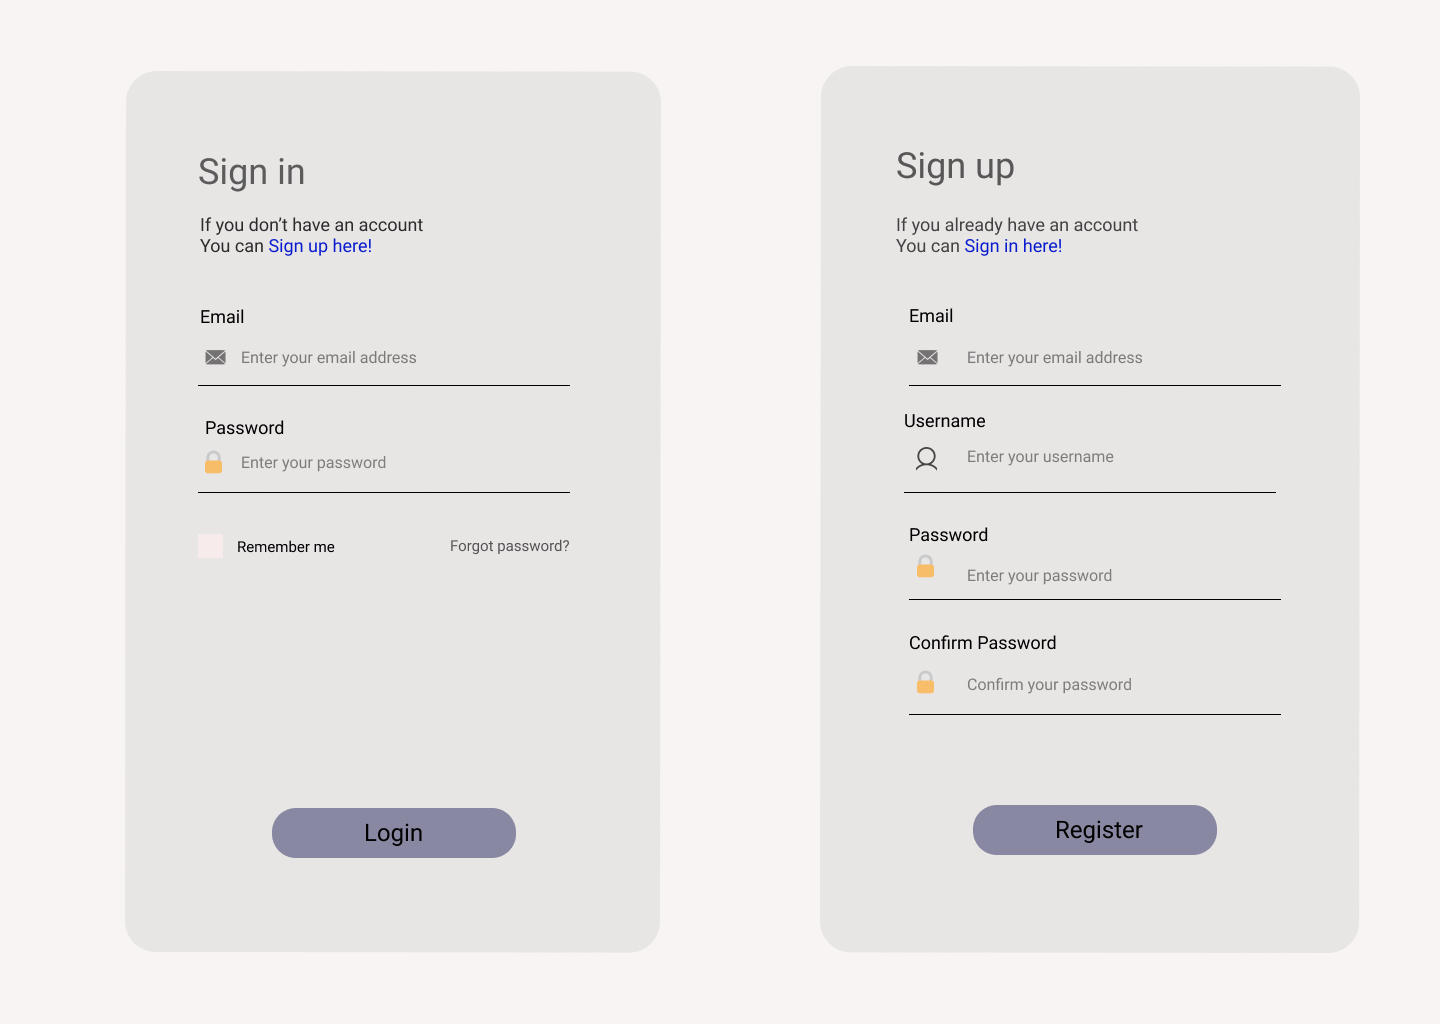 Sign in
If you don't have an account
You can Sign up here!
Email
Enter your email address
Password
Enter your password
Remember me
Forgot password?
Login
Sign up
If you already have an account
You can Sign in here!
Email
Enter your email address
Username
Enter your username
Password
Enter your password
Confirm Password
Confirm your password
Register